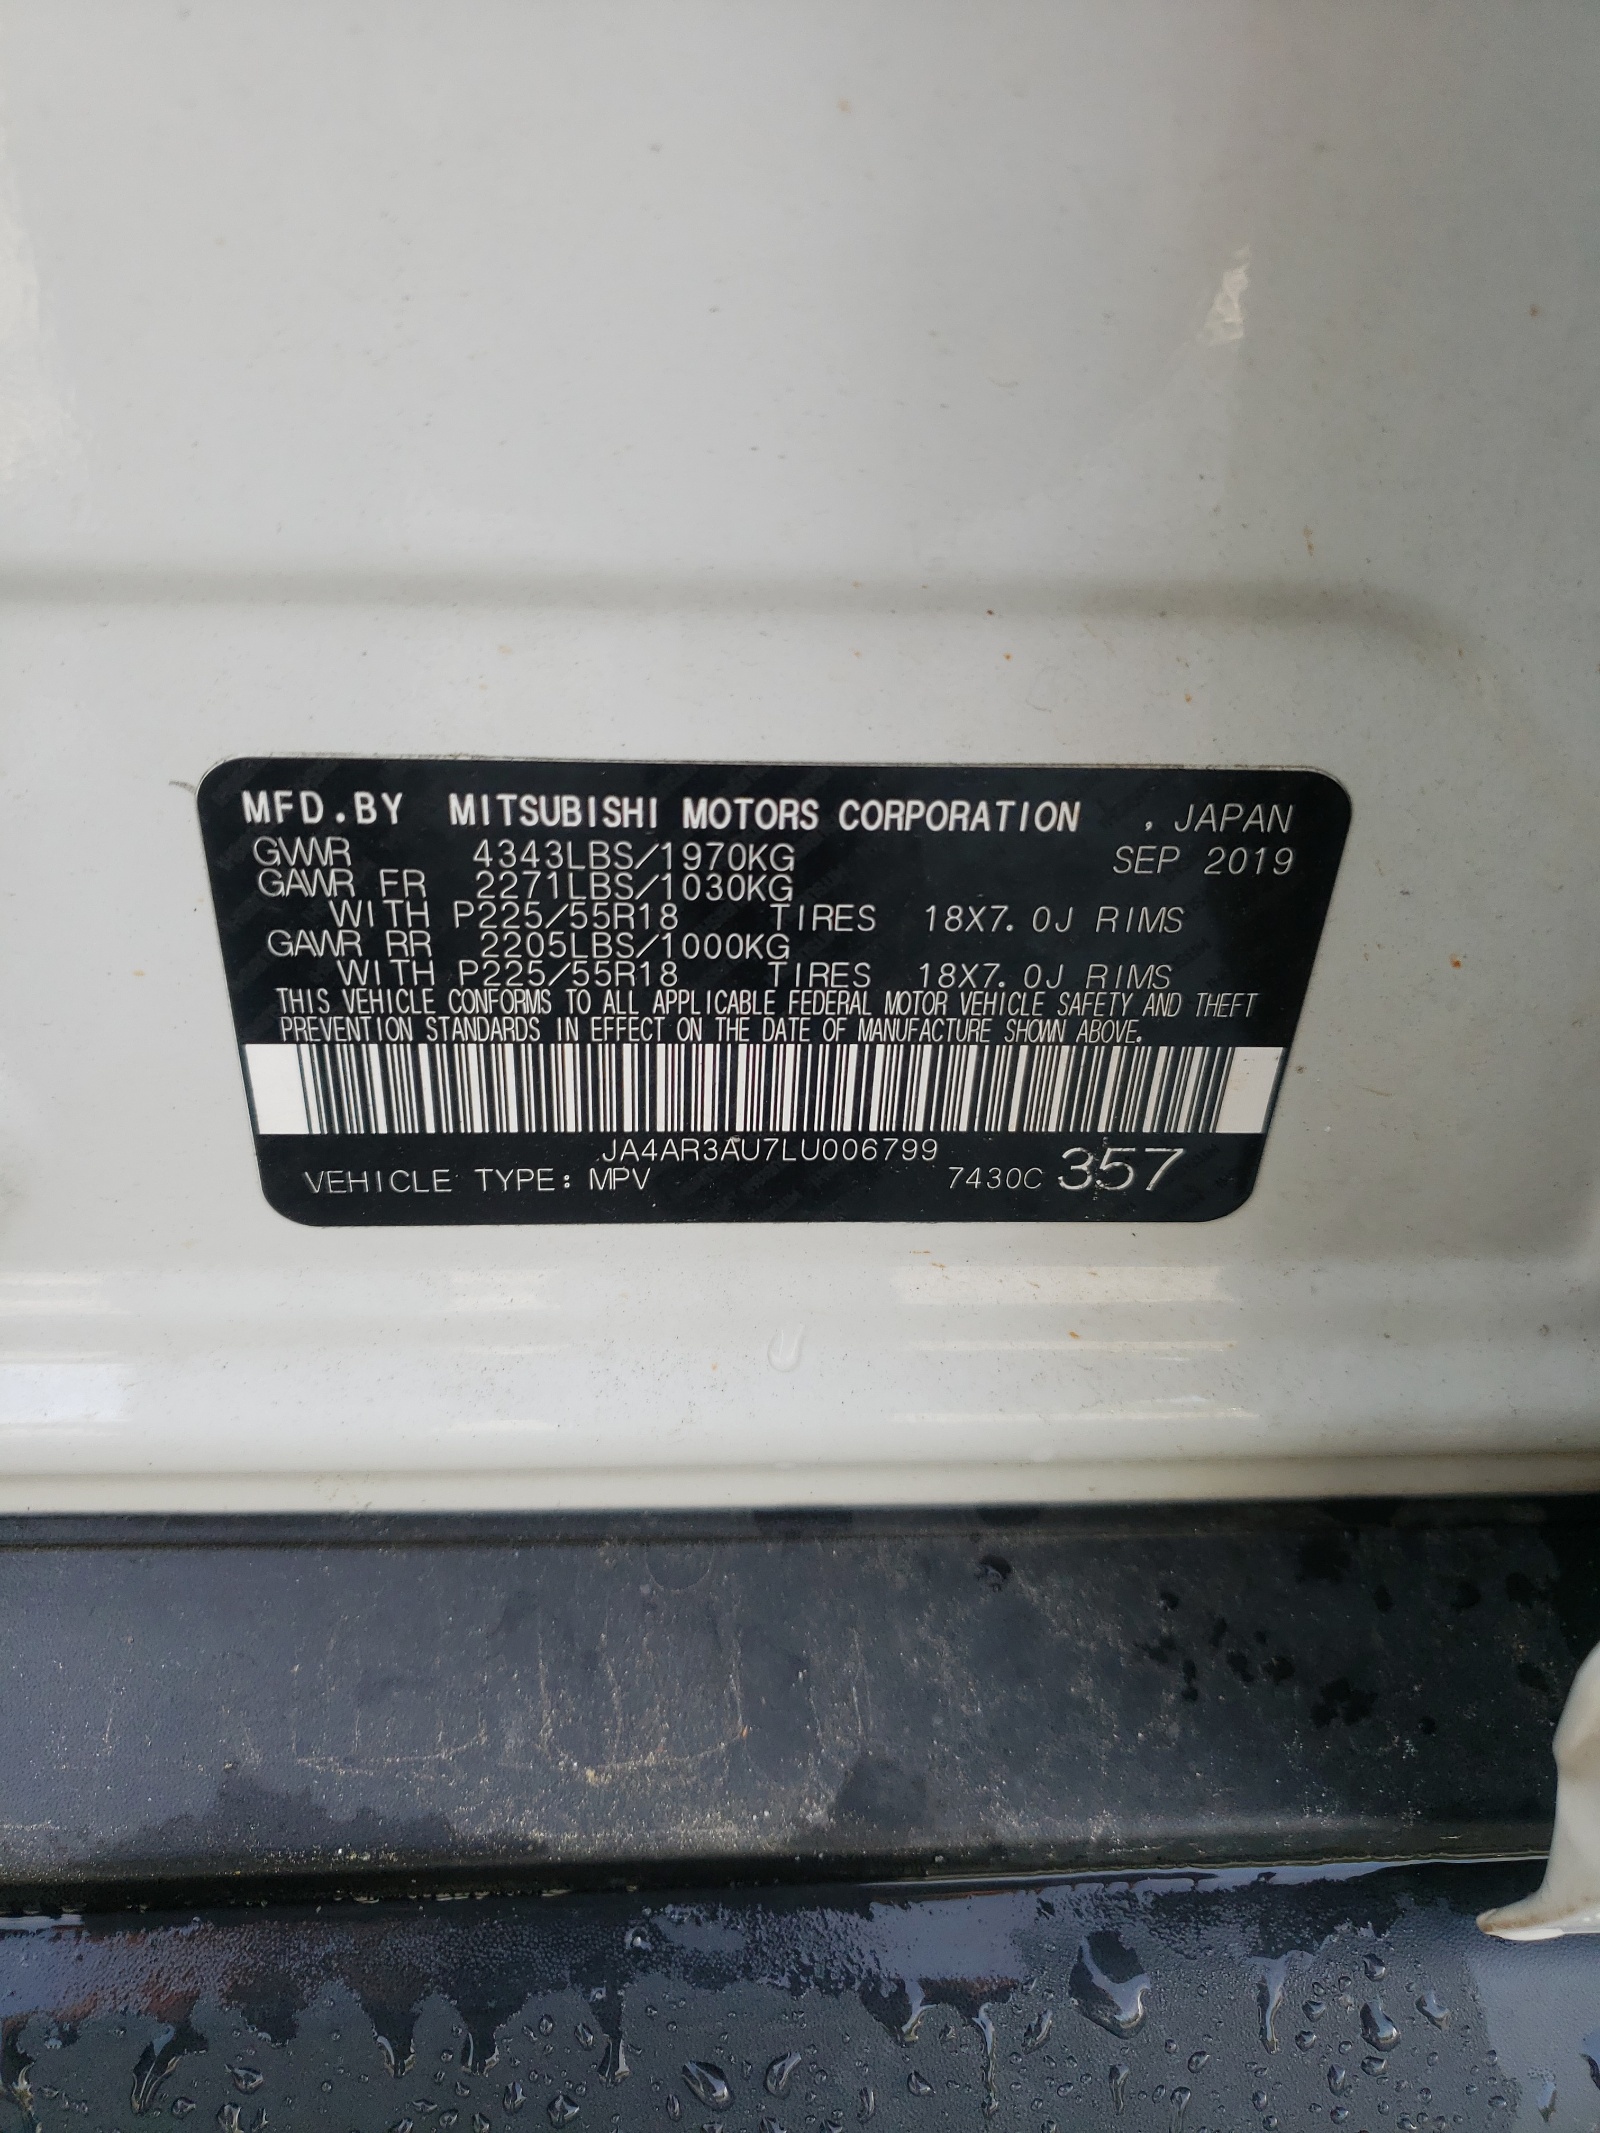 MFD.BY MITSUBISHI MOTORS CORPORATION , JAPAN
GVWR 4343LBS/1970KG SEP 2019
GAWR FR 2271LBS/1030KG
WITH P225/55R18 TIRES 18X7.0J RIMS
GAWR RR 2205LBS/1000KG
WITH P225/55R18 TIRES 18X7.0J RIMS
THIS VEHICLE CONFORMS TO ALL APPLICABLE FEDERAL MOTOR VEHICLE SAFETY AND THEFT
PREVENTION STANDARDS IN EFFECT ON THE DATE OF MANUFACTURE SHOWN ABOVE.
JA4AR3AU7LU006799
VEHICLE TYPE: MPV 7430C 357